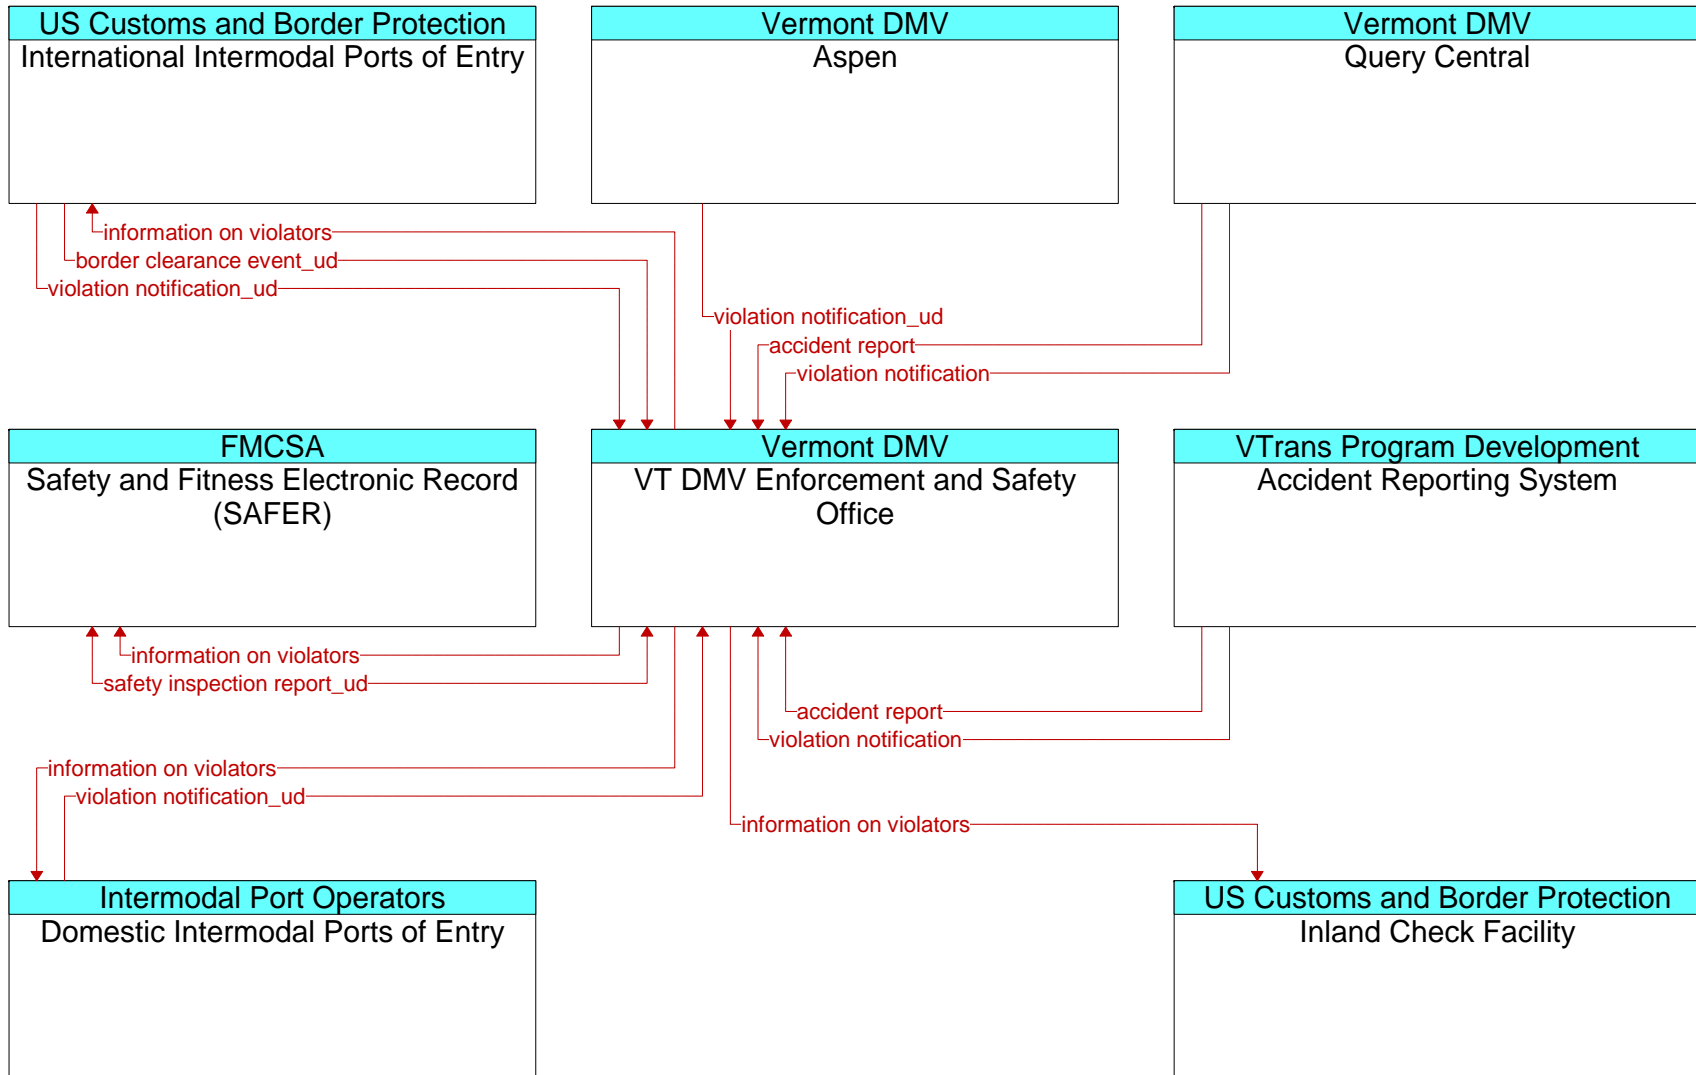 US Customs and Border Protection
International Intermodal Ports of Entry
Vermont DMV
Aspen
Vermont DMV
Query Central
information on violators
border clearance event_ud
violation notification_ud
violation notification_ud
accident report
violation notification
FMCSA
Safety and Fitness Electronic Record
(SAFER)
Vermont DMV
VT DMV Enforcement and Safety
Office
VTrans Program Development
Accident Reporting System
information on violators
safety inspection report_ud
accident report
violation notification
information on violators
violation notification_ud
information on violators
Intermodal Port Operators
Domestic Intermodal Ports of Entry
US Customs and Border Protection
Inland Check Facility